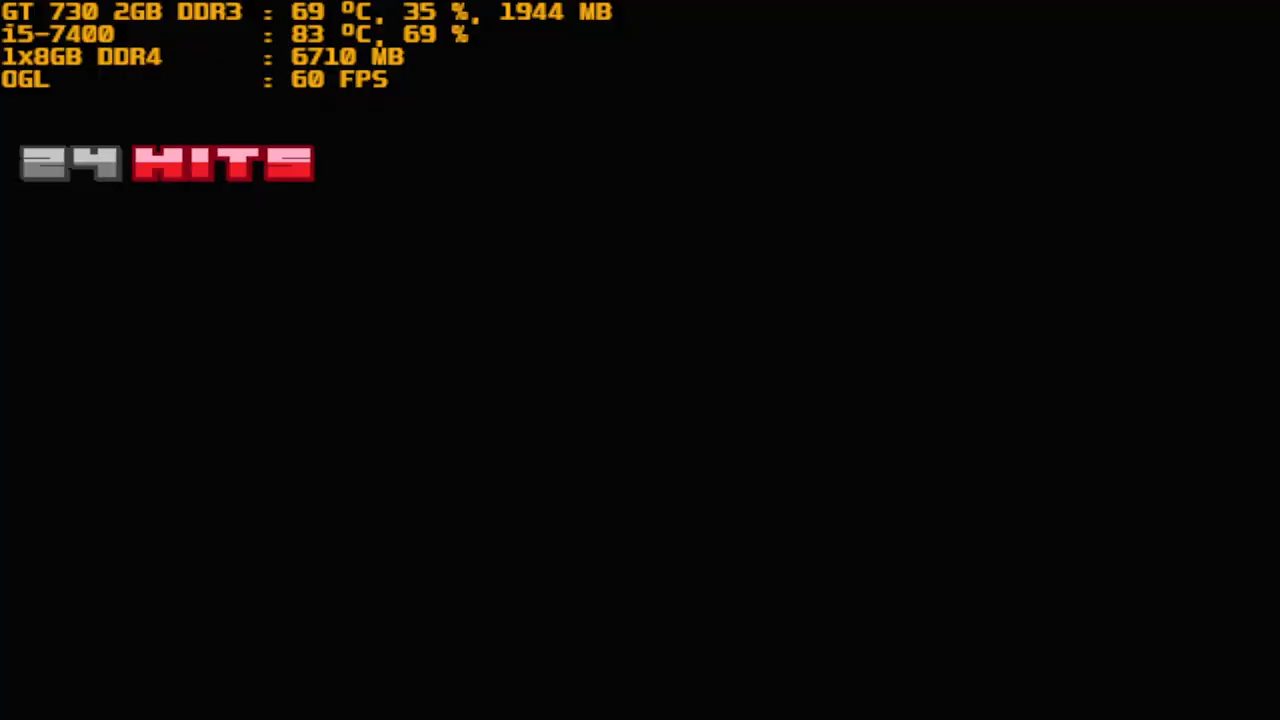 GT 730 2GB DDR3 : 69 ºC, 35 %, 1944 MB
i5-7400 : 83 ºC, 69 %
1x8GB DDR4 : 6710 MB
OGL : 60 FPS
24 HITS